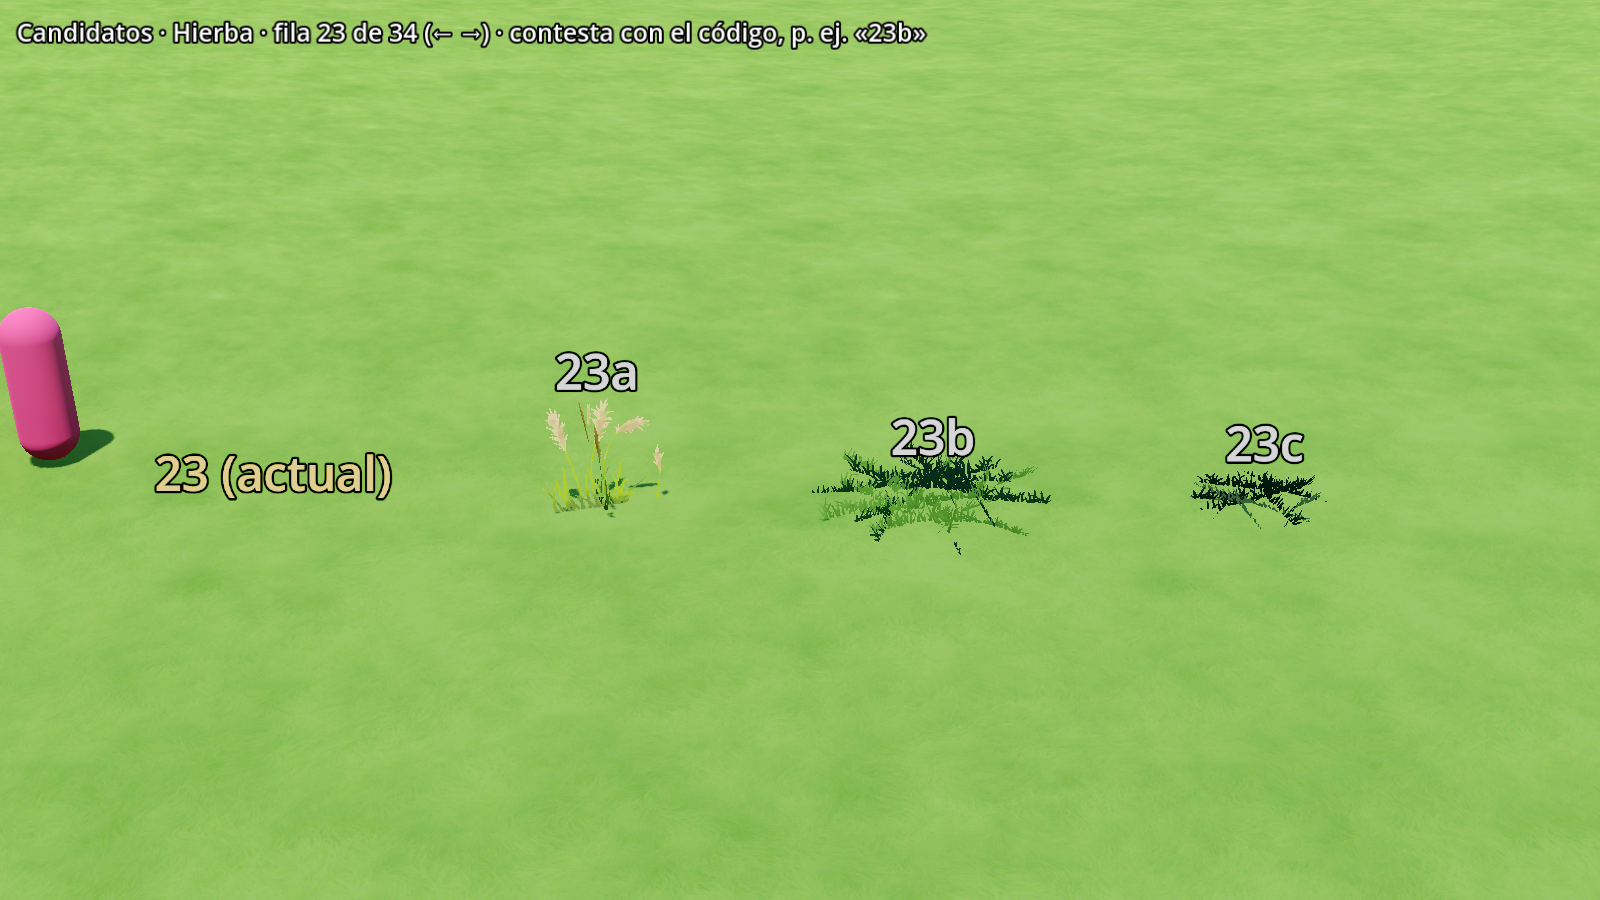 Candidatos · Hierba · fila 23 de 34 (← →) · contesta con el código, p. ej. «23b»
23a
23b
23c
23 (actual)